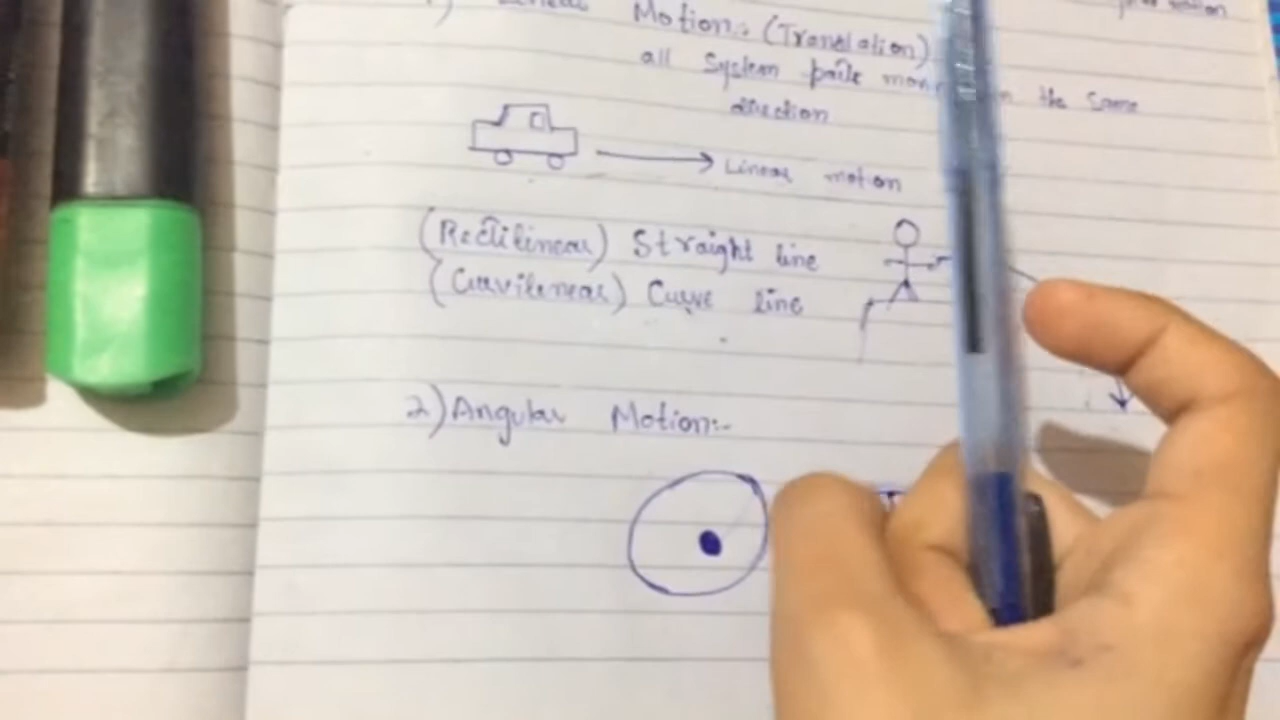 Motion:- (Translation)
all System parts in the same
direction
Linear motion
(Rectilinear) Straight line
(Curvilinear) Curve line
2) Angular Motion:-